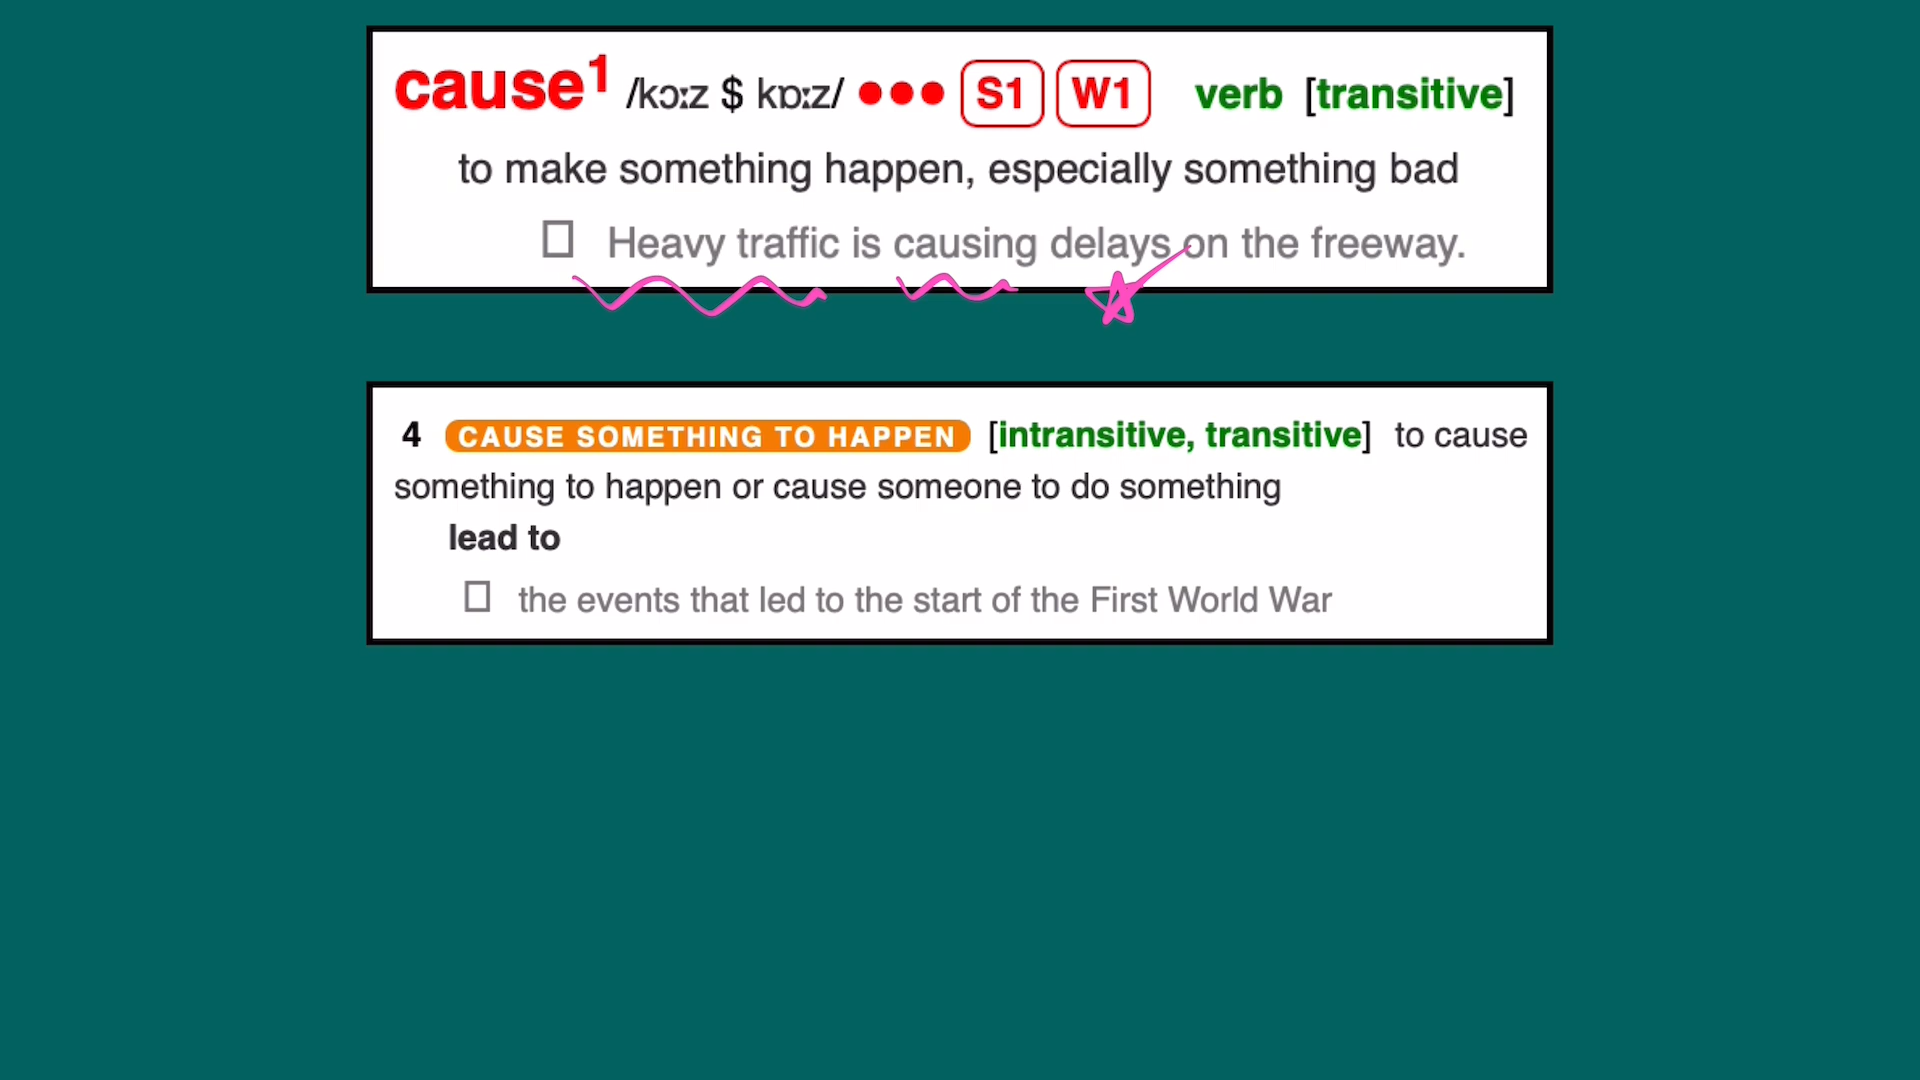 cause¹ /kɔːz $ kɒːz/ ●●● S1 W1 verb [transitive]
to make something happen, especially something bad
Heavy traffic is causing delays on the freeway.
4 CAUSE SOMETHING TO HAPPEN [intransitive, transitive] to cause
something to happen or cause someone to do something
lead to
the events that led to the start of the First World War